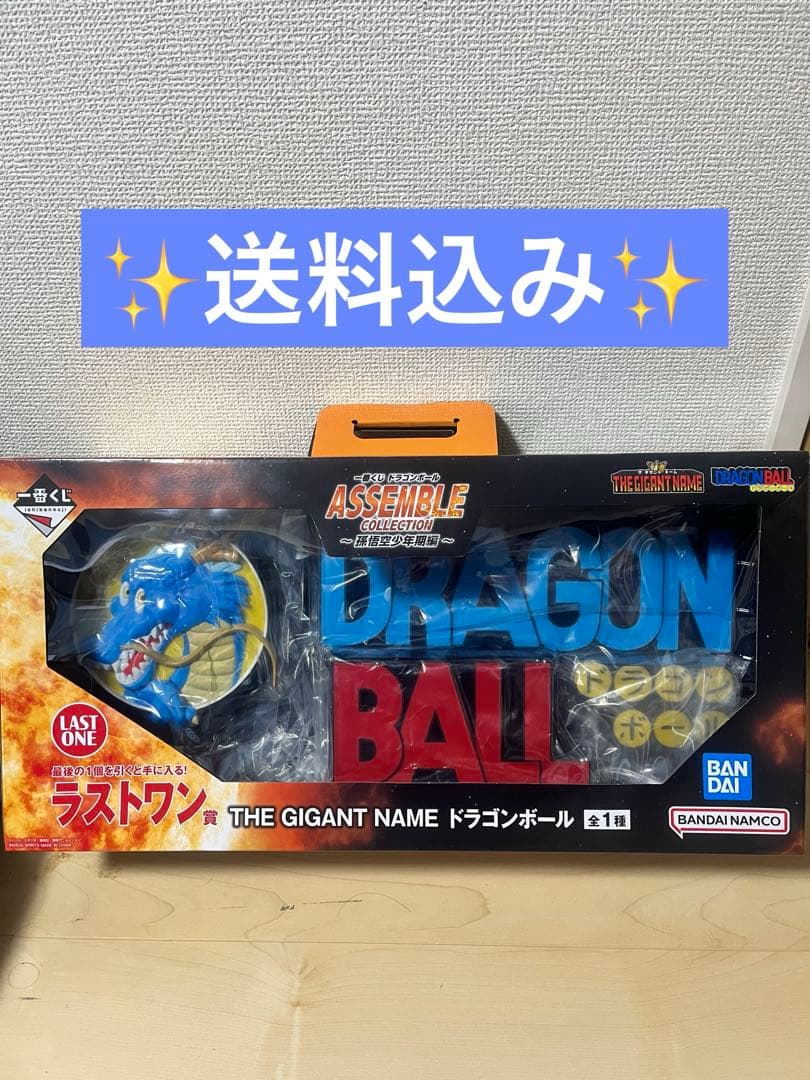 ✨送料込み✨
一番くじ
一番くじ ドラゴンボール
ASSEMBLE
COLLECTION
～ 孫悟空少年期編 ～
THE GIGANT NAME
DRAGONBALL
DRAGON
BALL
ドラゴン
ボール
LAST
ONE
最後の1個を引くと手に入る!
ラストワン賞
THE GIGANT NAME ドラゴンボール 全1種
BAN
DAI
BANDAI NAMCO